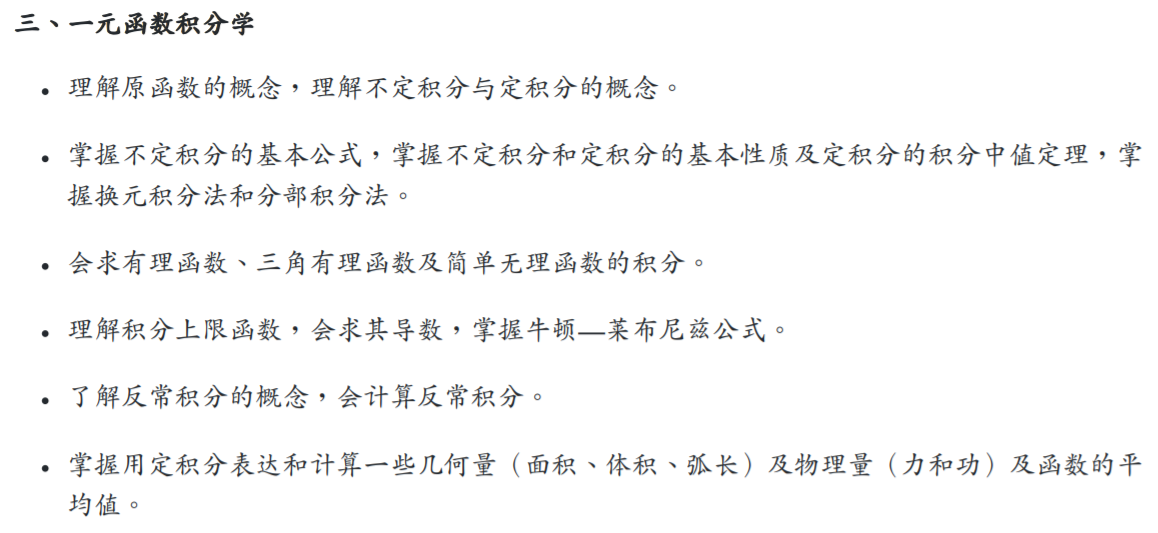 三、一元函数积分学
• 理解原函数的概念，理解不定积分与定积分的概念。
• 掌握不定积分的基本公式，掌握不定积分和定积分的基本性质及定积分的积分中值定理，掌
握换元积分法和分部积分法。
• 会求有理函数、三角有理函数及简单无理函数的积分。
• 理解积分上限函数，会求其导数，掌握牛顿—莱布尼兹公式。
• 了解反常积分的概念，会计算反常积分。
• 掌握用定积分表达和计算一些几何量（面积、体积、弧长）及物理量（力和功）及函数的平
均值。